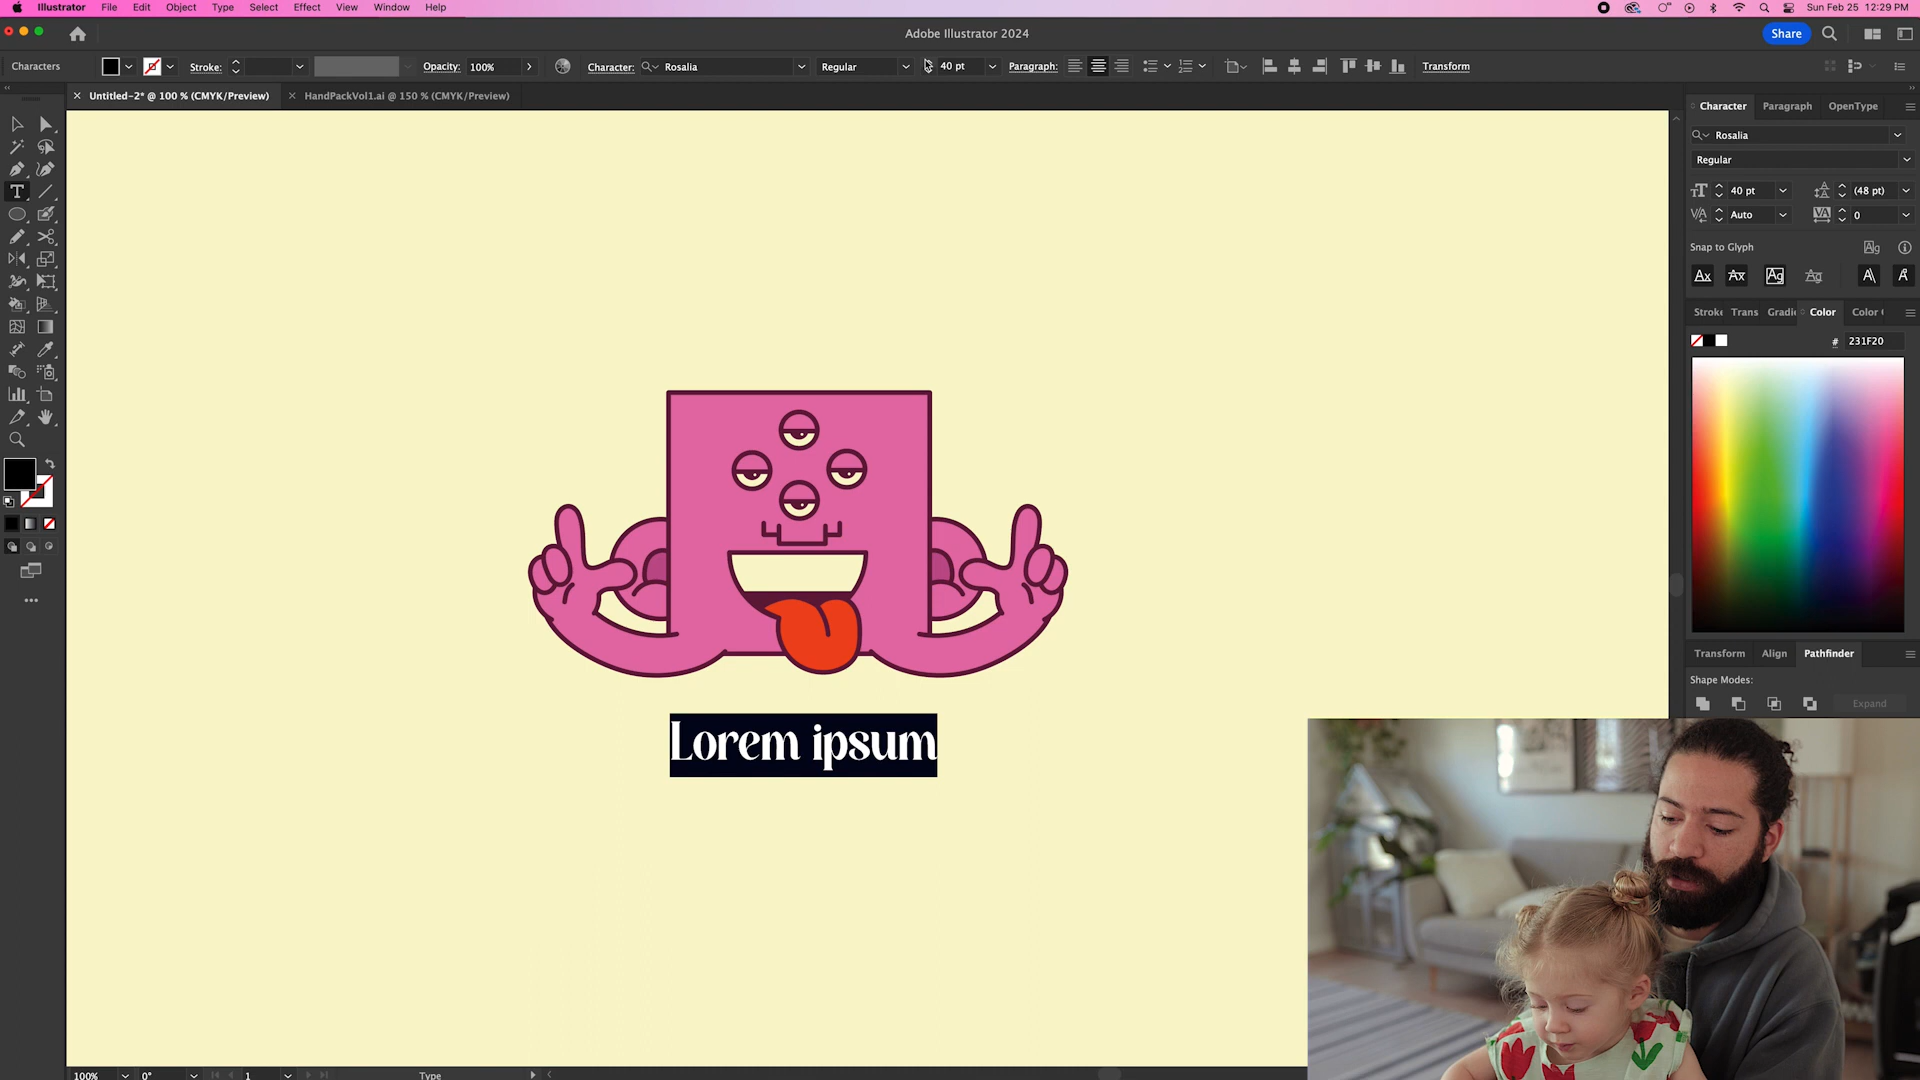 Illustrator File Edit Object Type Select Effect View Window Help Sun Feb 25 12:29 PM
Adobe Illustrator 2024 Share
Characters Stroke: Opacity: 100% Character: Rosalia Regular 40 pt Paragraph: Transform
Untitled-2* @ 100 % (CMYK/Preview) HandPackVol1.ai @ 150 % (CMYK/Preview)
Character Paragraph OpenType
Rosalia
Regular
40 pt (48 pt)
Auto 0
Snap to Glyph
Stroke Trans Gradie Color Color
# 231F20
Transform Align Pathfinder
Shape Modes:
Expand
Lorem ipsum
100% 0° 1 Type